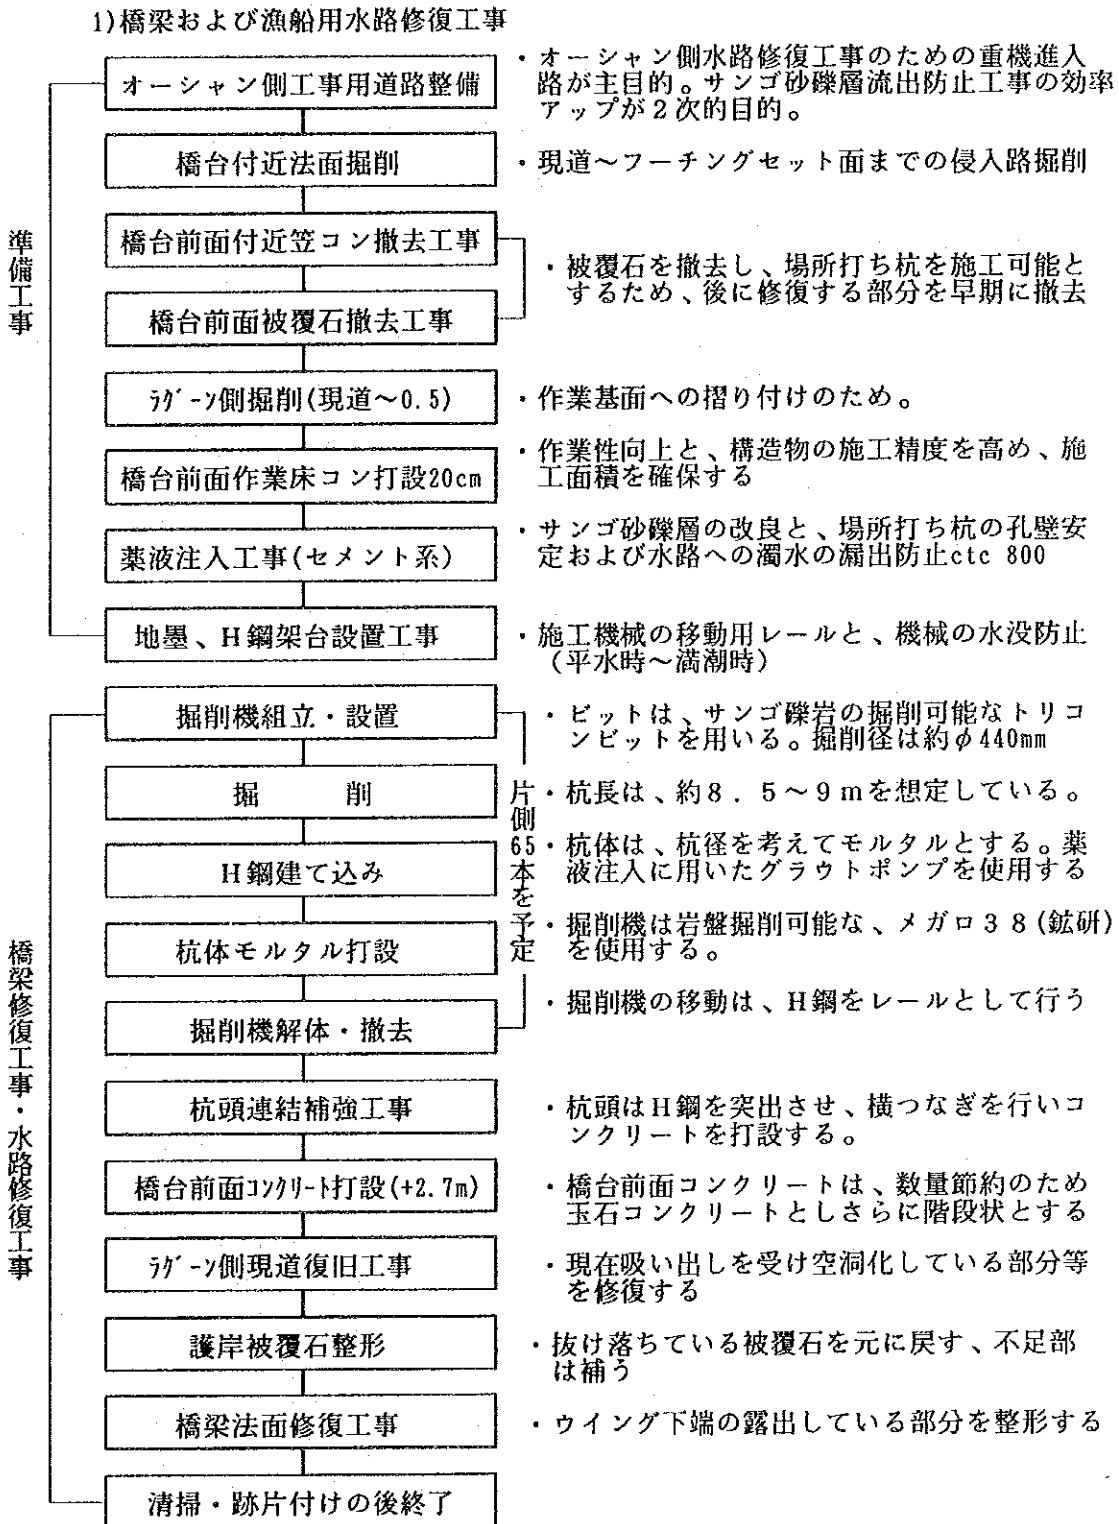 1)橋梁および漁船用水路修復工事
準備工事
オーシャン側工事用道路整備
・オーシャン側水路修復工事のための重機進入
路が主目的。サンゴ砂礫層流出防止工事の効率
アップが2次的目的。
橋台付近法面掘削
・現道～フーチングセット面までの侵入路掘削
橋台前面付近笠コン撤去工事
橋台前面被覆石撤去工事
・被覆石を撤去し、場所打ち杭を施工可能と
するため、後に修復する部分を早期に撤去
ラグーン側掘削(現道～0.5)
・作業基面への摺り付けのため。
橋台前面作業床コン打設20cm
・作業性向上と、構造物の施工精度を高め、施
工面積を確保する
薬液注入工事(セメント系)
・サンゴ砂礫層の改良と、場所打ち杭の孔壁安
定および水路への濁水の漏出防止ctc 800
地墨、H鋼架台設置工事
・施工機械の移動用レールと、機械の水没防止
(平水時～満潮時)
橋梁修復工事・水路修復工事
掘削機組立・設置
・ビットは、サンゴ礫岩の掘削可能なトリコ
ンビットを用いる。掘削径は約φ440mm
掘 削
片側65本を予定
・杭長は、約8.5～9mを想定している。
H鋼建て込み
・杭体は、杭径を考えてモルタルとする。薬
液注入に用いたグラウトポンプを使用する
杭体モルタル打設
・掘削機は岩盤掘削可能な、メガロ38(鉱研)
を使用する。
掘削機解体・撤去
・掘削機の移動は、H鋼をレールとして行う
杭頭連結補強工事
・杭頭はH鋼を突出させ、横つなぎを行いコ
ンクリートを打設する。
橋台前面コンクリート打設(+2.7m)
・橋台前面コンクリートは、数量節約のため
玉石コンクリートとしさらに階段状とする
ラグーン側現道復旧工事
・現在吸い出しを受け空洞化している部分等
を修復する
護岸被覆石整形
・抜け落ちている被覆石を元に戻す、不足部
は補う
橋梁法面修復工事
・ウイング下端の露出している部分を整形する
清掃・跡片付けの後終了